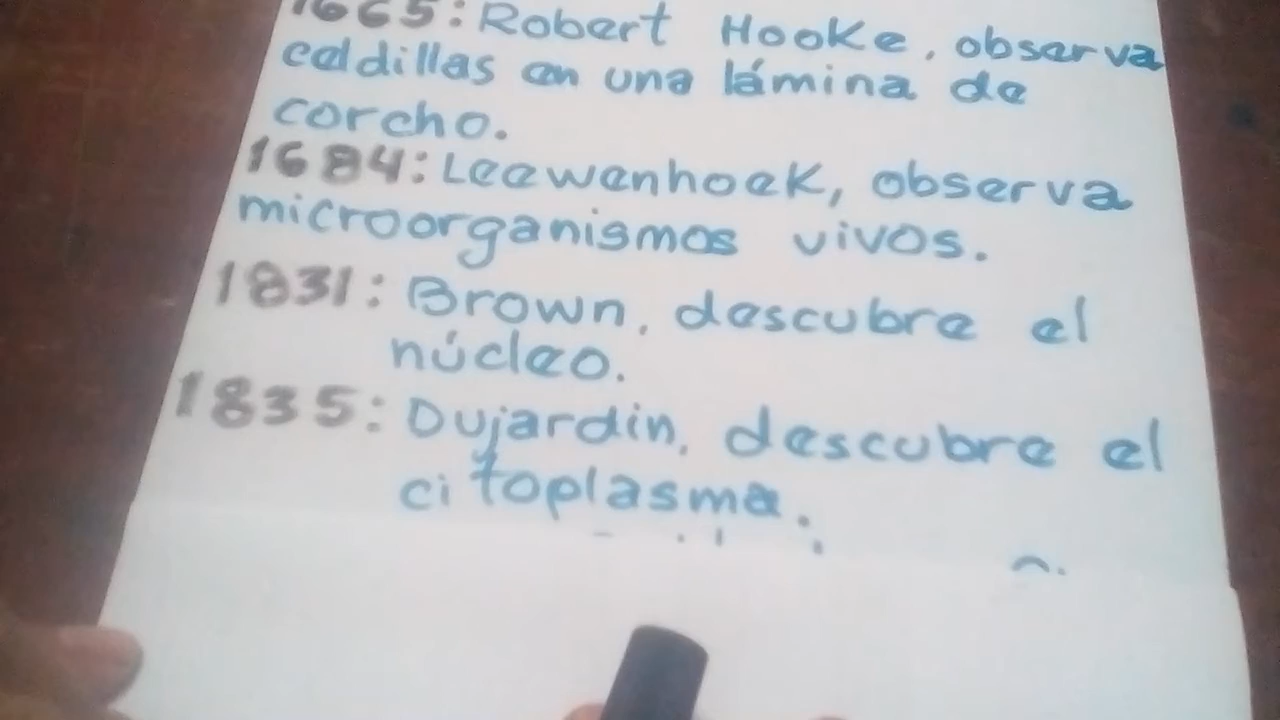 1665: Robert Hooke, observa
celdillas en una lámina de
corcho.
1684: Leewenhoek, observa
microorganismos vivos.
1831: Brown, descubre el
núcleo.
1835: Dujardin, descubre el
citoplasma.